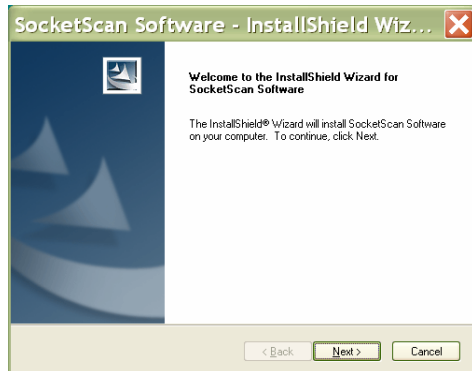 SocketScan Software - InstallShield Wiz...
Welcome to the InstallShield Wizard for
SocketScan Software
The InstallShield® Wizard will install SocketScan Software
on your computer. To continue, click Next.
< Back Next > Cancel